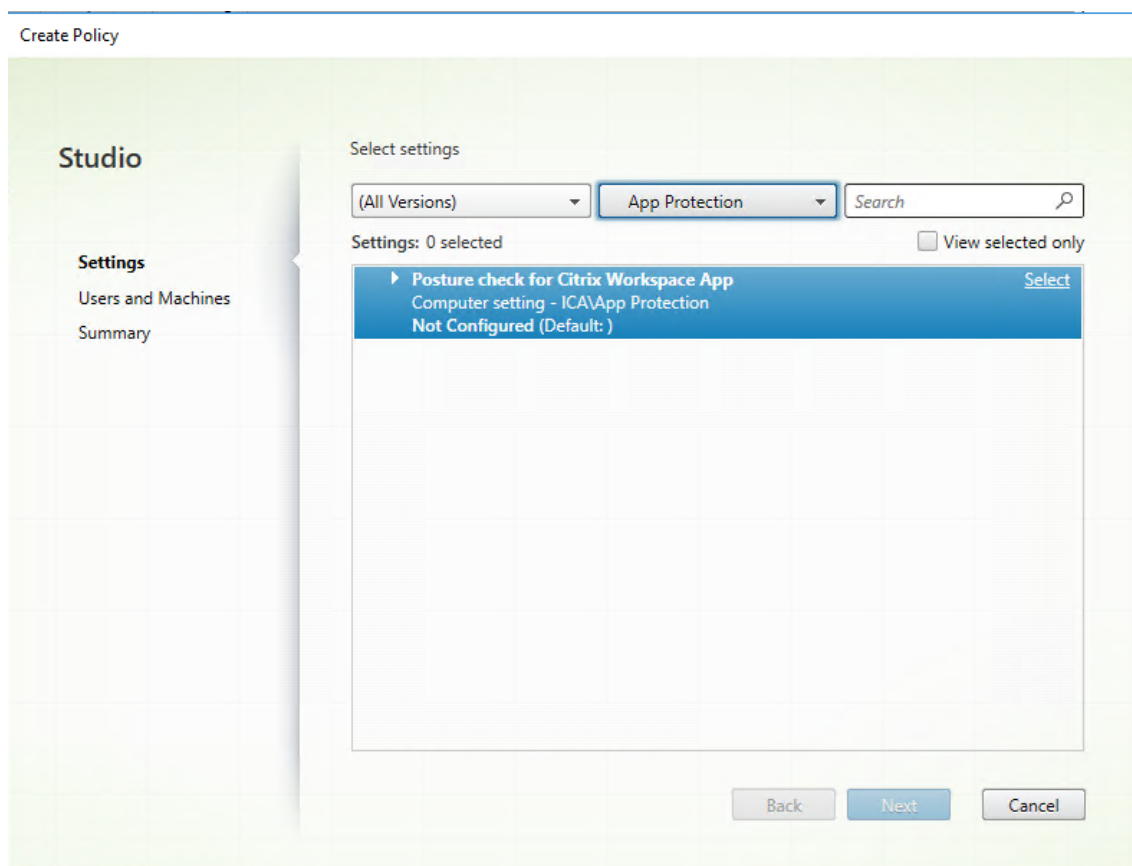 Create Policy
Studio
Settings
Users and Machines
Summary
Select settings
(All Versions) App Protection Search
Settings: 0 selected View selected only
Posture check for Citrix Workspace App Select
Computer setting - ICA\App Protection
Not Configured (Default: )
Back Next Cancel